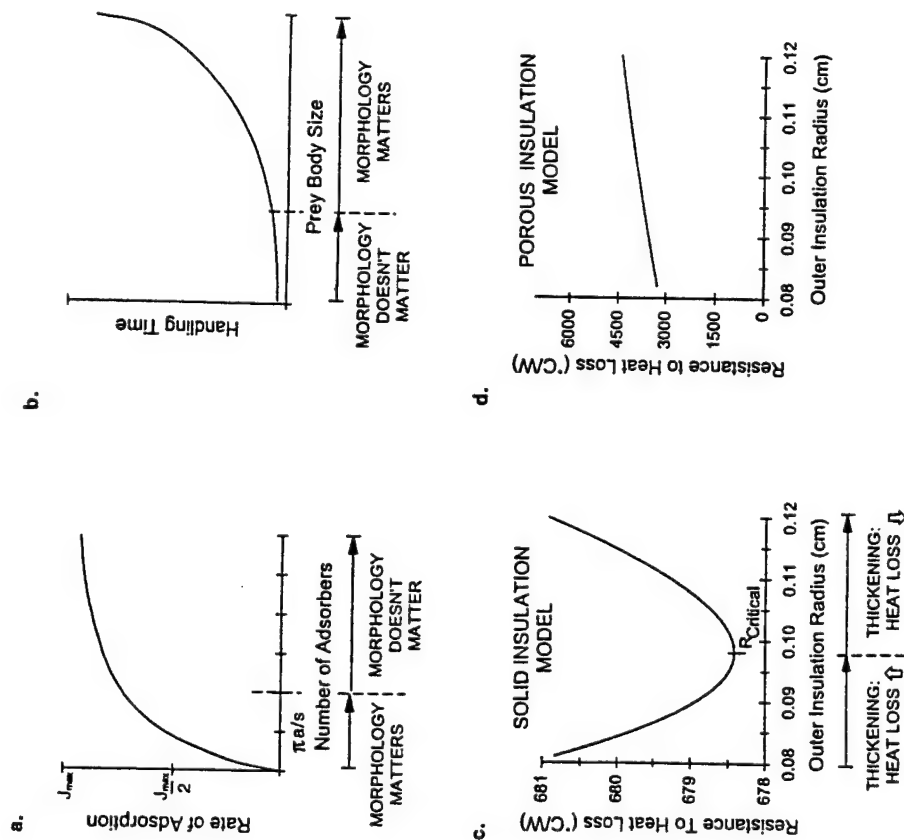 a.
J max
J max
2
Rate of Adsorption
πa/s
Number of Adsorbers
MORPHOLOGY
MATTERS
MORPHOLOGY
DOESN'T
MATTER
b.
Handling Time
Prey Body Size
MORPHOLOGY
DOESN'T
MATTER
MORPHOLOGY
MATTERS
c.
SOLID INSULATION
MODEL
681
680
679
678
Resistance To Heat Loss (°C/W)
R Critical
0.08 0.09 0.10 0.11 0.12
Outer Insulation Radius (cm)
THICKENING:
HEAT LOSS ⇧
THICKENING:
HEAT LOSS ⇩
d.
POROUS INSULATION
MODEL
6000
4500
3000
1500
0
Resistance to Heat Loss (°C/W)
0.08 0.09 0.10 0.11 0.12
Outer Insulation Radius (cm)